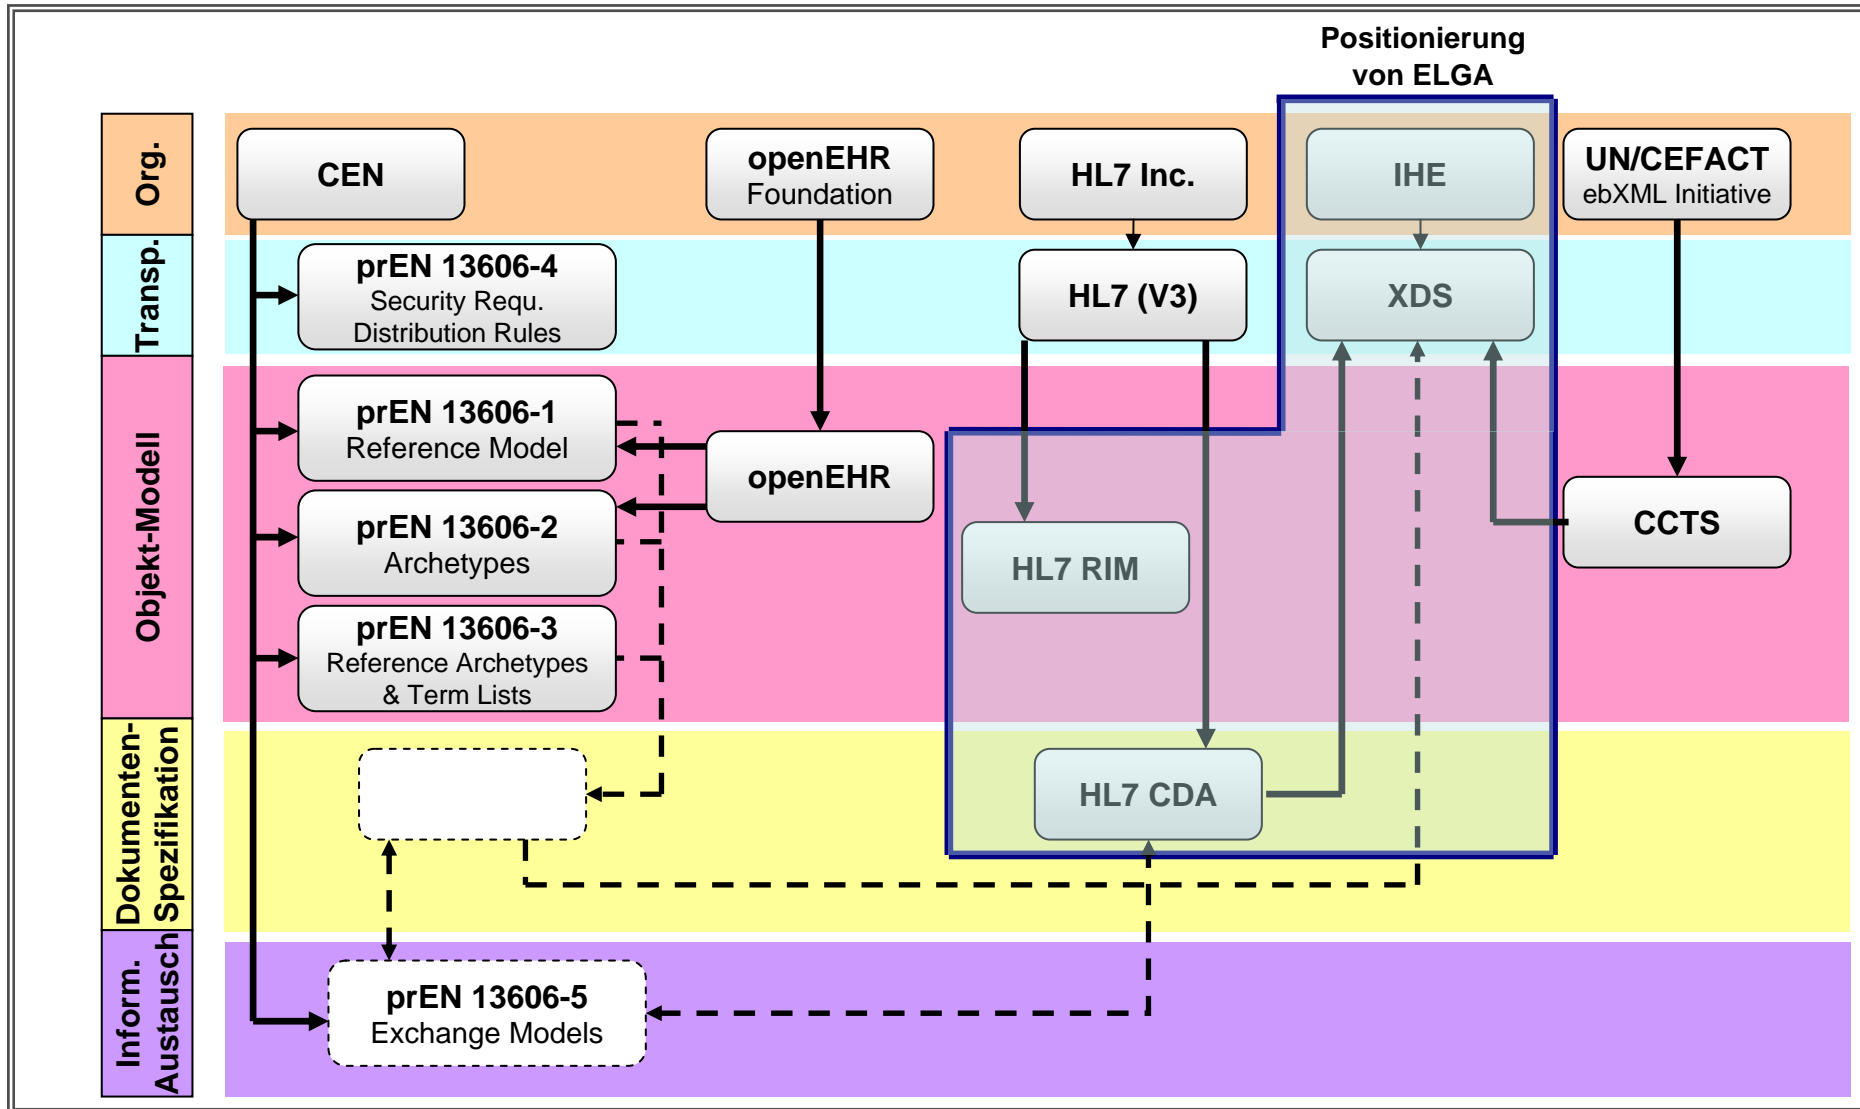 Positionierung
von ELGA
Org.
CEN
openEHR
Foundation
HL7 Inc.
IHE
UN/CEFACT
ebXML Initiative
Transp.
prEN 13606-4
Security Requ.
Distribution Rules
HL7 (V3)
XDS
Objekt-Modell
prEN 13606-1
Reference Model
openEHR
prEN 13606-2
Archetypes
CCTS
HL7 RIM
prEN 13606-3
Reference Archetypes
& Term Lists
Dokumenten-
Spezifikation
HL7 CDA
Inform.
Austausch
prEN 13606-5
Exchange Models